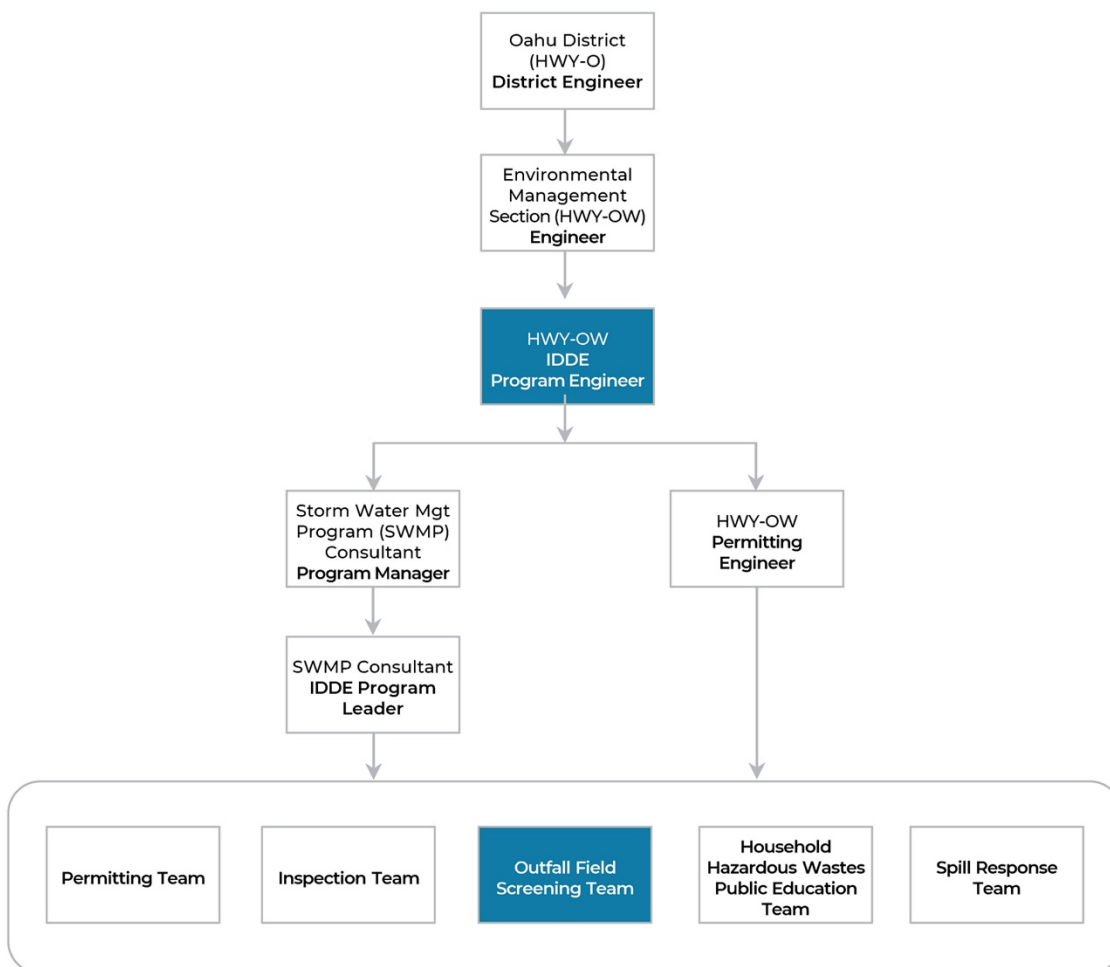 Oahu District
(HWY-O)
District Engineer
Environmental
Management
Section (HWY-OW)
Engineer
HWY-OW
IDDE
Program Engineer
Storm Water Mgt
Program (SWMP)
Consultant
Program Manager
HWY-OW
Permitting
Engineer
SWMP Consultant
IDDE Program
Leader
Permitting Team
Inspection Team
Outfall Field
Screening Team
Household
Hazardous Wastes
Public Education
Team
Spill Response
Team